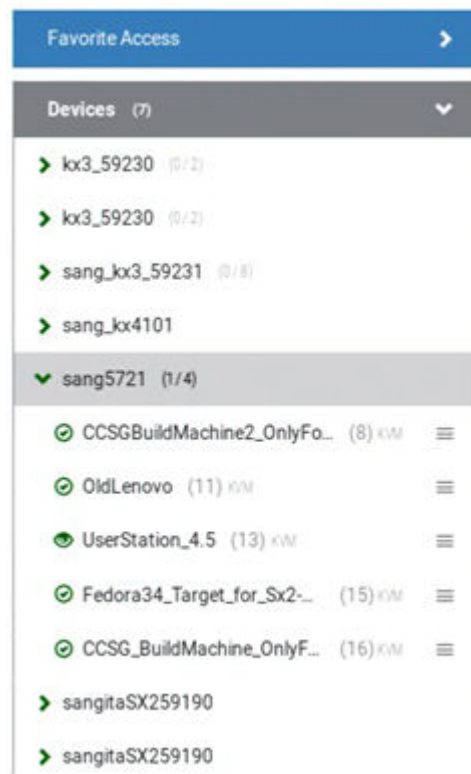 Favorite Access
Devices (7)
kx3_59230 (0/2)
kx3_59230 (0/2)
sang_kx3_59231 (0/8)
sang_kx4101
sang5721 (1/4)
CCSGBuildMachine2_OnlyFo... (8) KVM
OldLenovo (11) KVM
UserStation_4.5 (13) KVM
Fedora34_Target_for_Sx2-... (15) KVM
CCSG_BuildMachine_OnlyF... (16) KVM
sangitaSX259190
sangitaSX259190